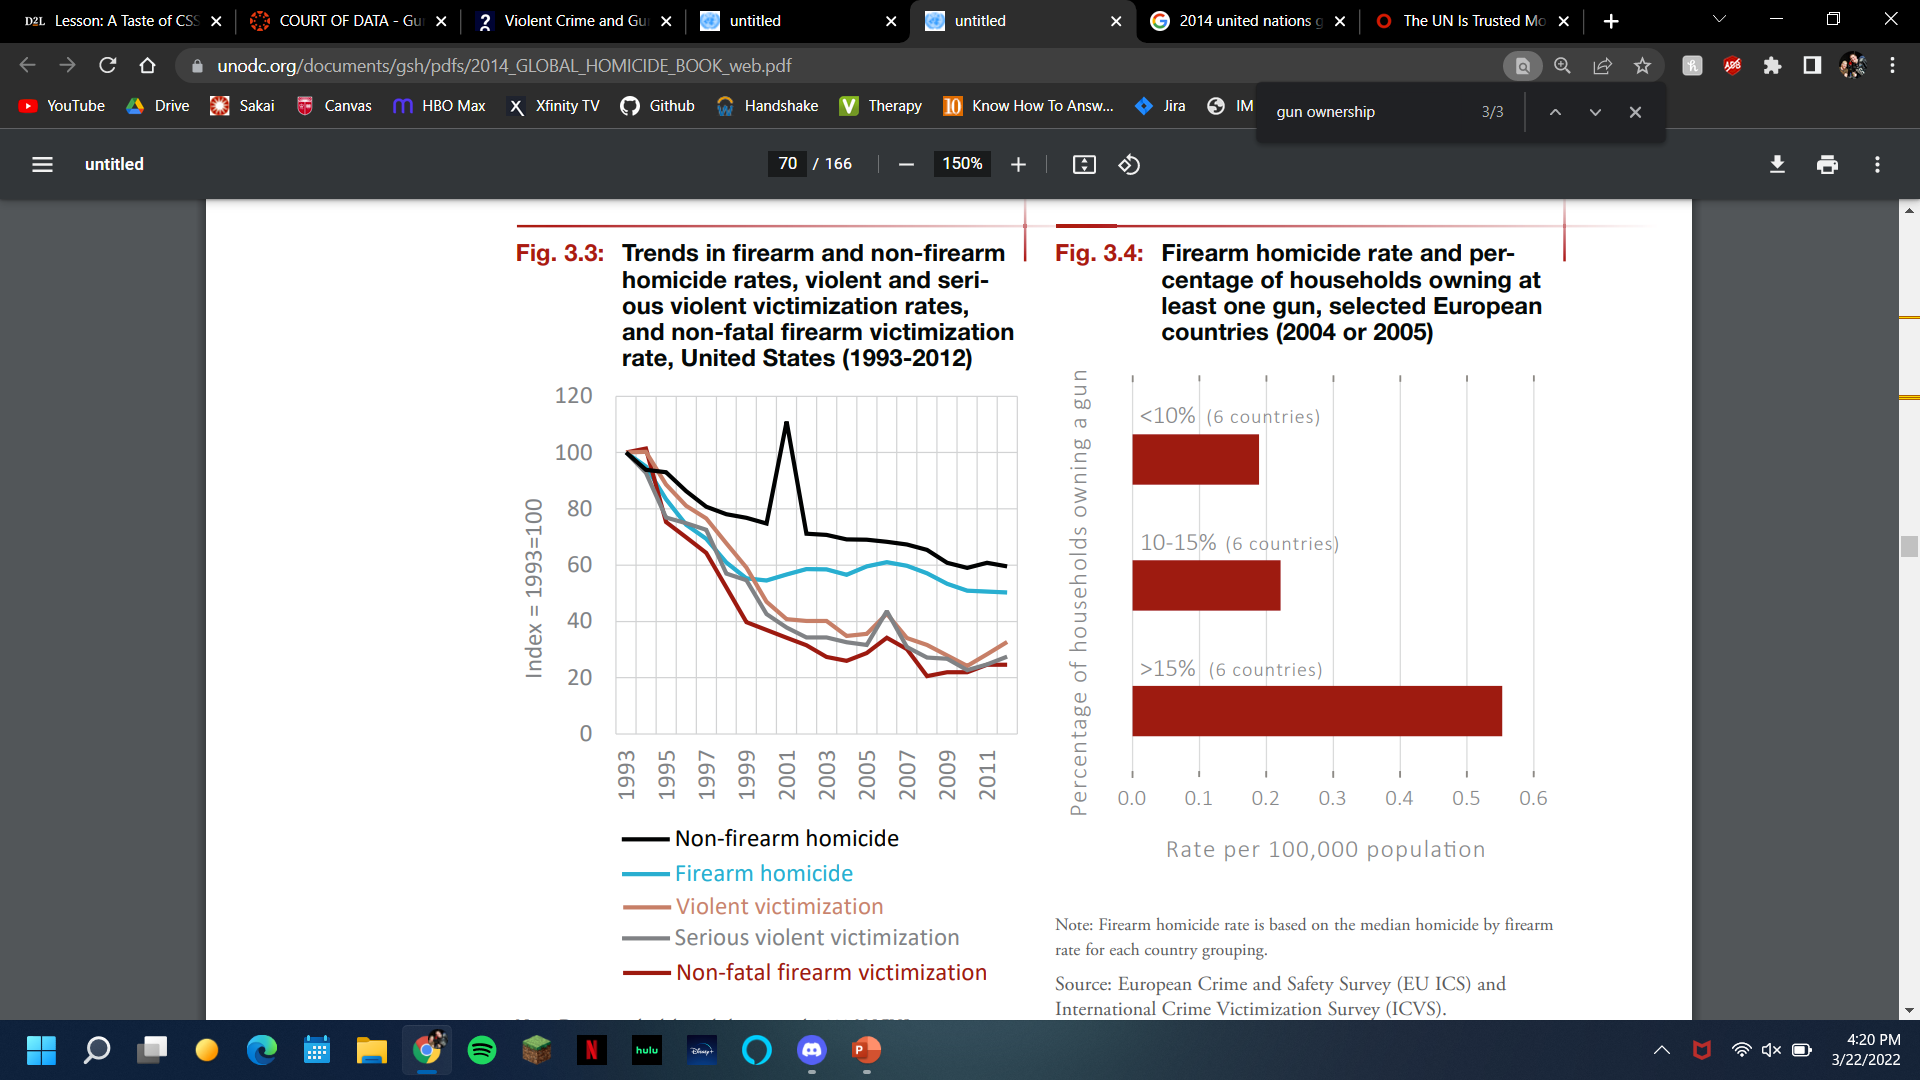 D2L Lesson: A Taste of CSS
COURT OF DATA - Gu
Violent Crime and Gu
untitled
untitled
2014 united nations g
The UN Is Trusted Mo
unodc.org/documents/gsh/pdfs/2014_GLOBAL_HOMICIDE_BOOK_web.pdf
YouTube
Drive
Sakai
Canvas
HBO Max
Xfinity TV
Github
Handshake
Therapy
Know How To Answ...
Jira
IM
gun ownership
3/3
untitled
70 / 166
150%
Fig. 3.3: Trends in firearm and non-firearm
homicide rates, violent and seri-
ous violent victimization rates,
and non-fatal firearm victimization
rate, United States (1993-2012)
120
100
80
60
40
20
0
Index = 1993=100
1993
1995
1997
1999
2001
2003
2005
2007
2009
2011
Non-firearm homicide
Firearm homicide
Violent victimization
Serious violent victimization
Non-fatal firearm victimization
Fig. 3.4: Firearm homicide rate and per-
centage of households owning at
least one gun, selected European
countries (2004 or 2005)
Percentage of households owning a gun
<10% (6 countries)
10-15% (6 countries)
>15% (6 countries)
0.0
0.1
0.2
0.3
0.4
0.5
0.6
Rate per 100,000 population
Note: Firearm homicide rate is based on the median homicide by firearm
rate for each country grouping.
Source: European Crime and Safety Survey (EU ICS) and
International Crime Victimization Survey (ICVS).
hulu
Disney+
4:20 PM
3/22/2022